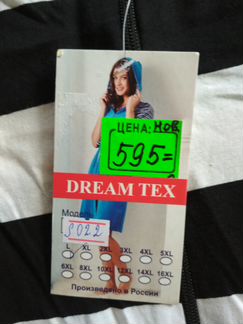 ЦЕНА: НОВ
595=
DREAM TEX
Модель
S022
L XL 2XL 3XL 4XL 5XL
6XL 8XL 10XL 12XL 14XL 16XL
Произведено в России